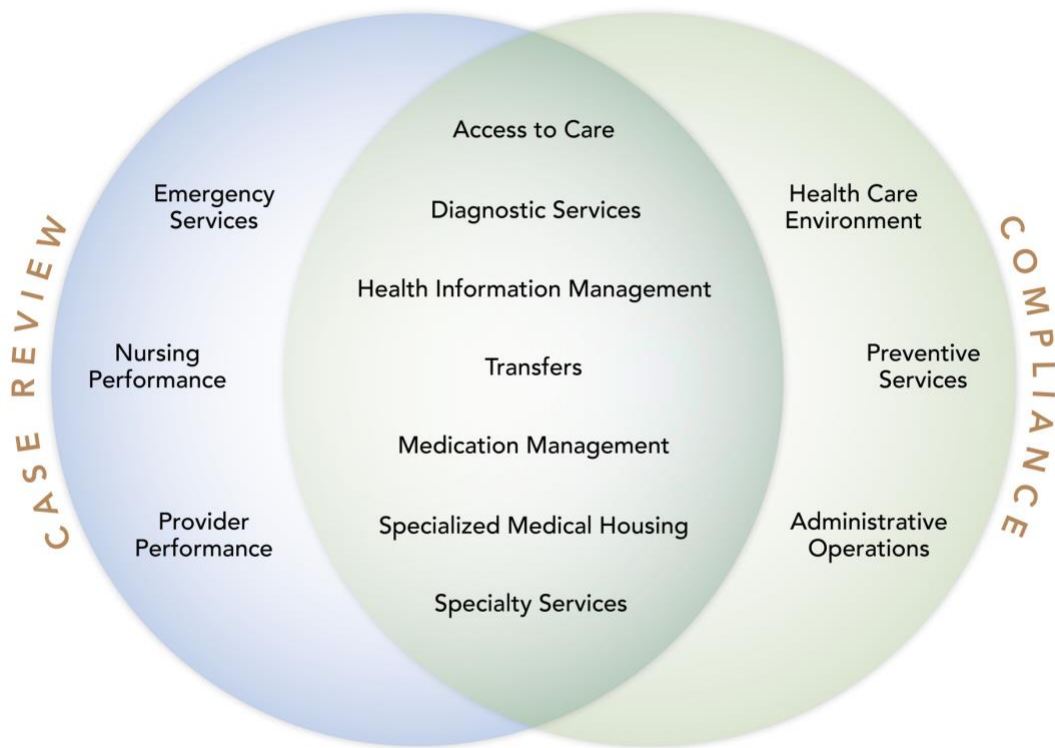 CASE REVIEW
Emergency
Services
Nursing
Performance
Provider
Performance
Access to Care
Diagnostic Services
Health Information Management
Transfers
Medication Management
Specialized Medical Housing
Specialty Services
Health Care
Environment
Preventive
Services
Administrative
Operations
COMPLIANCE